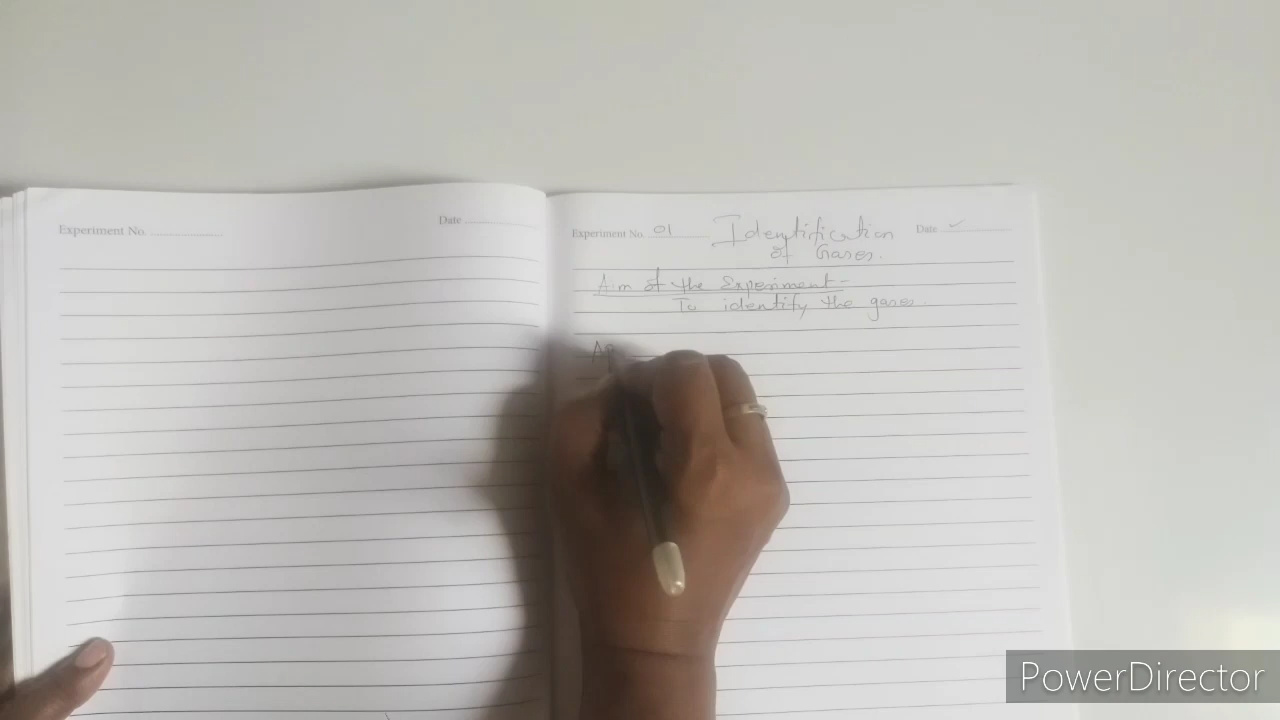 Experiment No. ............
Date ............
Experiment No. 01
Identification
of Gases.
Date ✓
Aim of the Experiment -
To identify the gases.
Ap
PowerDirector